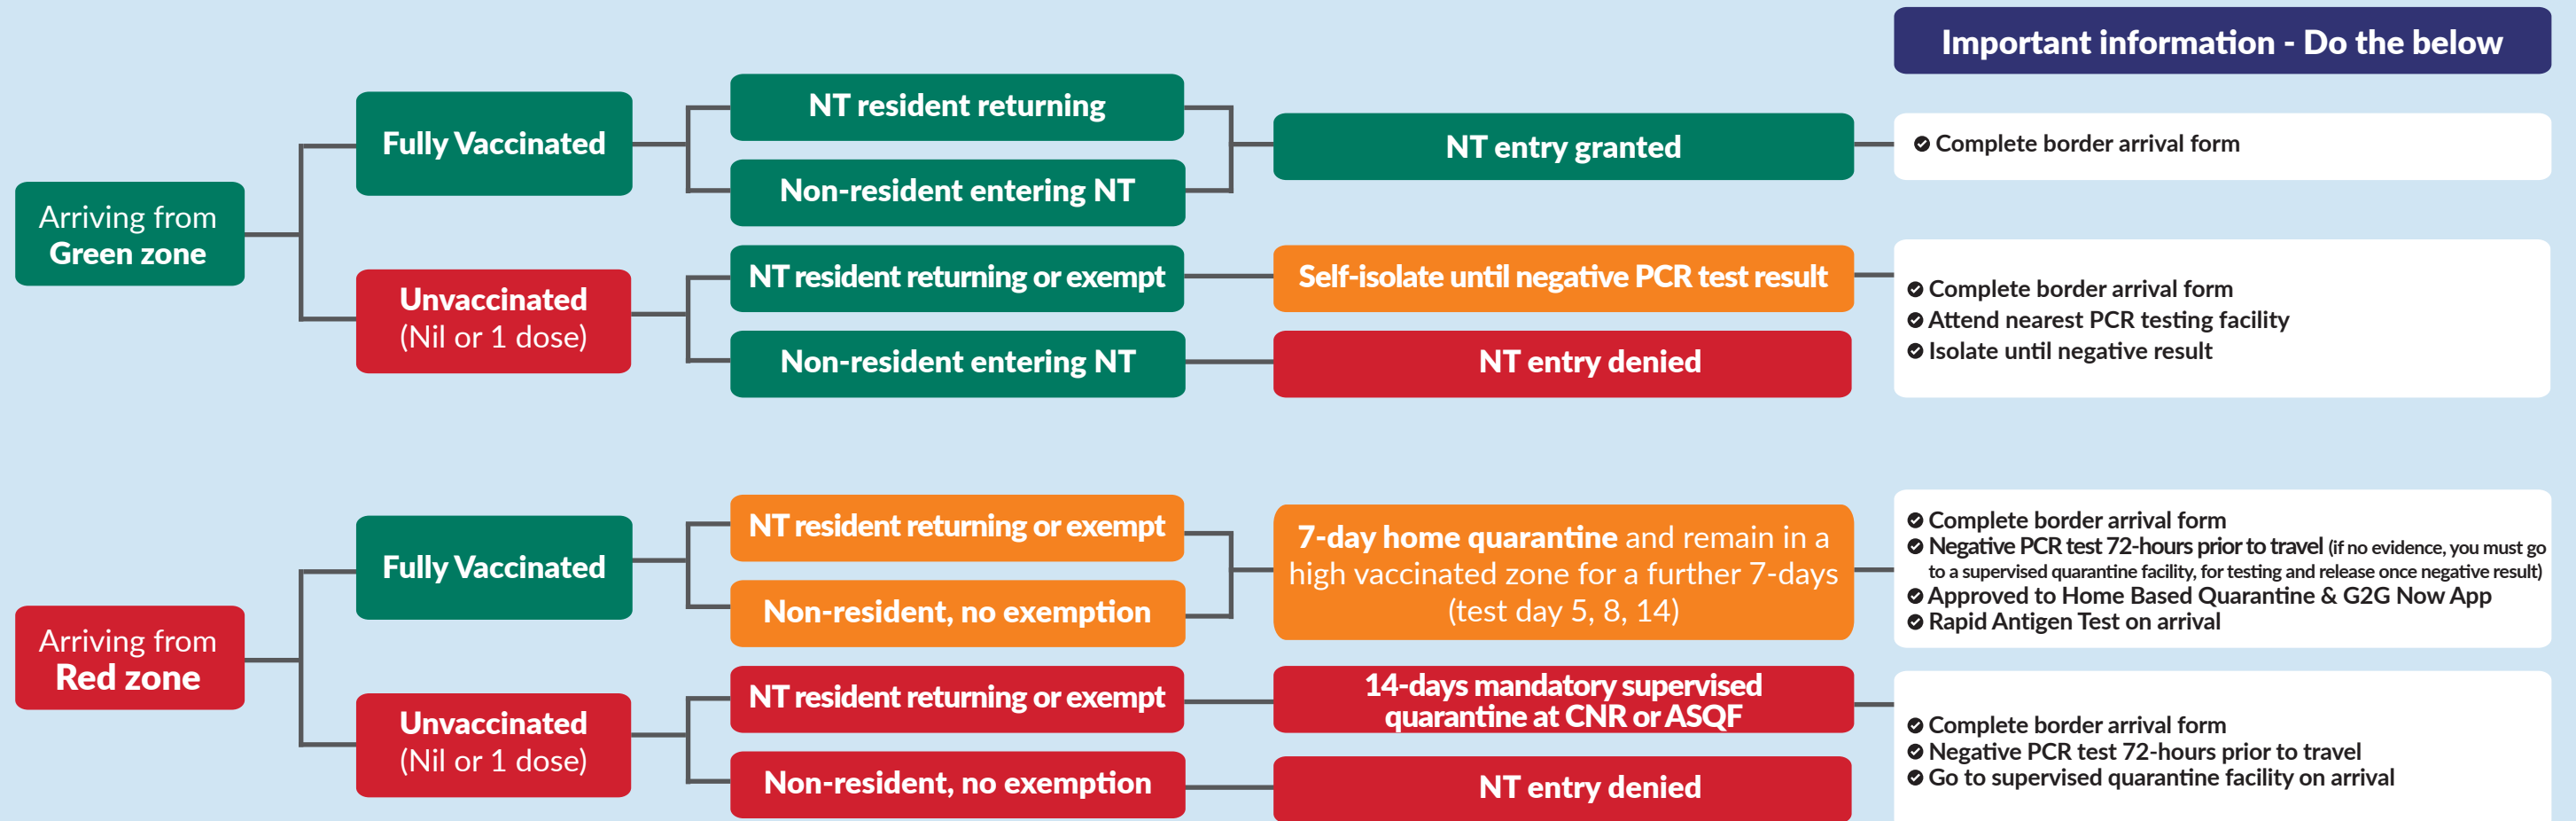 Important information - Do the below
Arriving from
Green zone
Fully Vaccinated
NT resident returning
Non-resident entering NT
NT entry granted
Complete border arrival form
Unvaccinated
(Nil or 1 dose)
NT resident returning or exempt
Self-isolate until negative PCR test result
Non-resident entering NT
NT entry denied
Complete border arrival form
Attend nearest PCR testing facility
Isolate until negative result
Arriving from
Red zone
Fully Vaccinated
NT resident returning or exempt
Non-resident, no exemption
7-day home quarantine and remain in a
high vaccinated zone for a further 7-days
(test day 5, 8, 14)
Complete border arrival form
Negative PCR test 72-hours prior to travel (if no evidence, you must go
to a supervised quarantine facility, for testing and release once negative result)
Approved to Home Based Quarantine & G2G Now App
Rapid Antigen Test on arrival
Unvaccinated
(Nil or 1 dose)
NT resident returning or exempt
14-days mandatory supervised
quarantine at CNR or ASQF
Non-resident, no exemption
NT entry denied
Complete border arrival form
Negative PCR test 72-hours prior to travel
Go to supervised quarantine facility on arrival